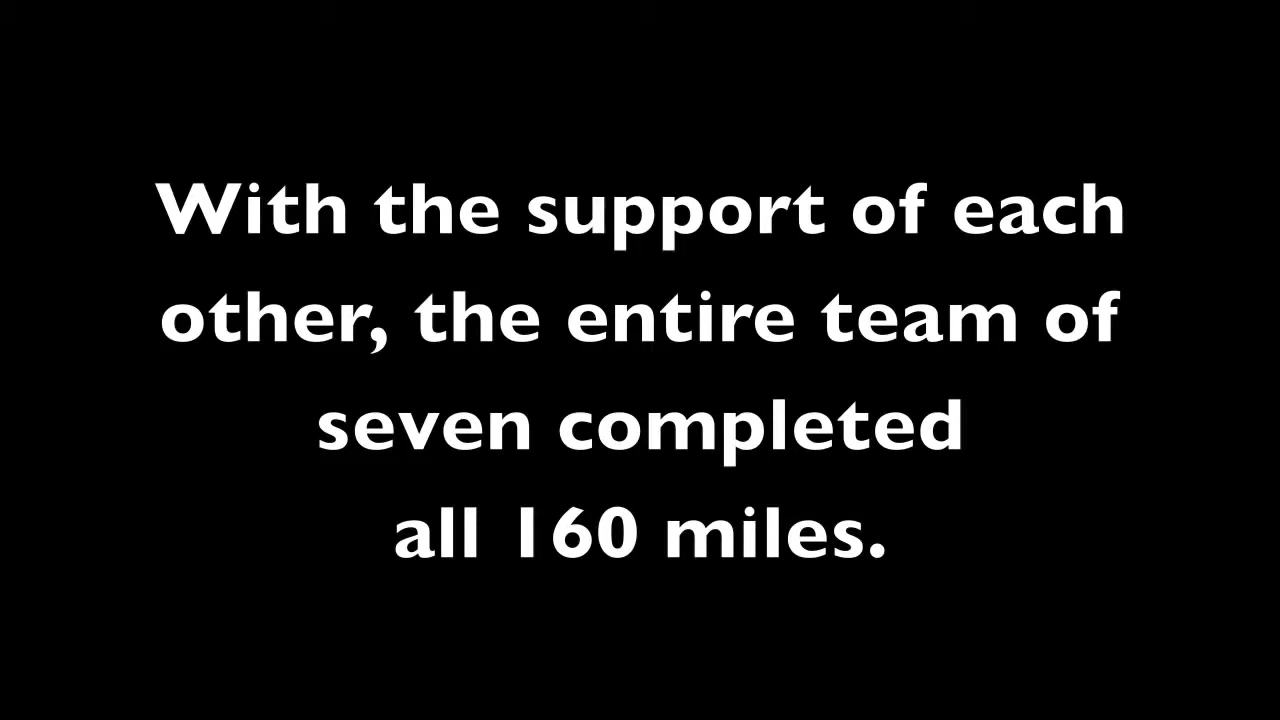 With the support of each
other, the entire team of
seven completed
all 160 miles.